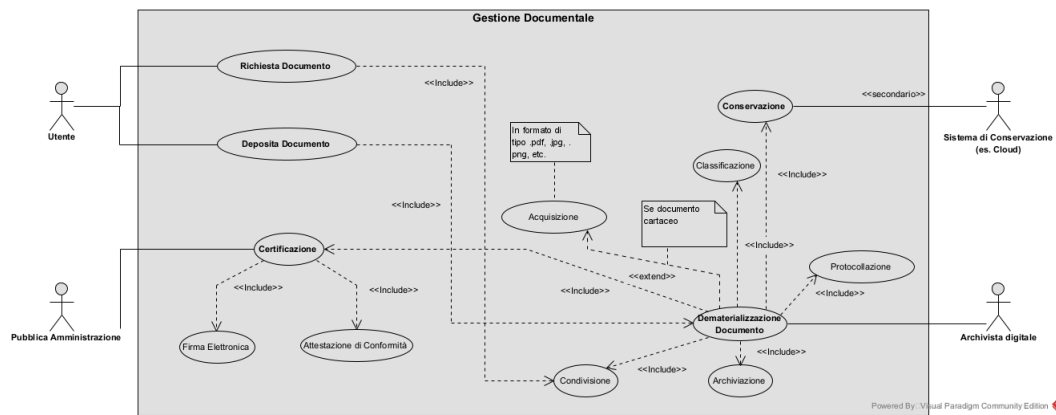 Gestione Documentale
Richiesta Documento
<<Include>>
Utente
Deposita Documento
<<Include>>
In formato di
tipo .pdf, .jpg, .
png, etc.
Conservazione
<<secondario>>
Sistema di Conservazione
(es. Cloud)
Classificazione
<<Include>>
Acquisizione
Se documento
cartaceo
<<Include>>
Certificazione
<<extend>>
Protocollazione
<<Include>>
<<Include>>
<<Include>>
<<Include>>
Pubblica Amministrazione
Dematerializzazione
Documento
Archivista digitale
Firma Elettronica
Attestazione di Conformità
<<Include>>
<<Include>>
Condivisione
Archiviazione
Powered By: Visual Paradigm Community Edition